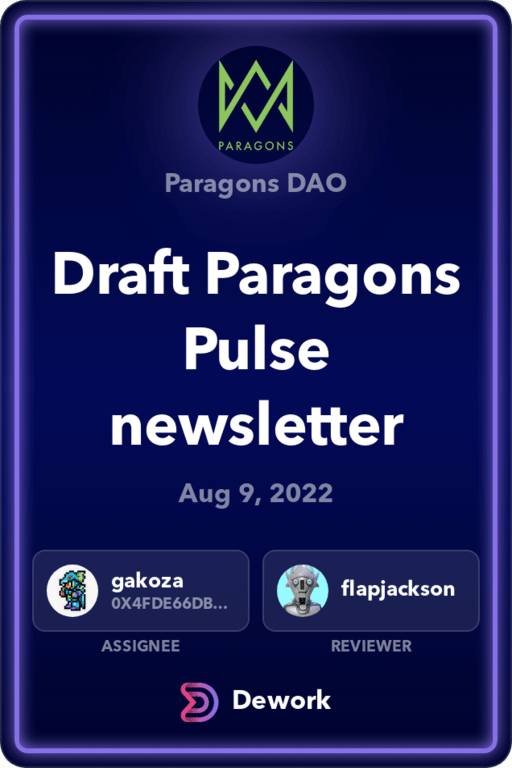 PARAGONS
Paragons DAO
Draft Paragons
Pulse
newsletter
Aug 9, 2022
gakoza
0X4FDE66DB...
flapjackson
ASSIGNEE
REVIEWER
Dework